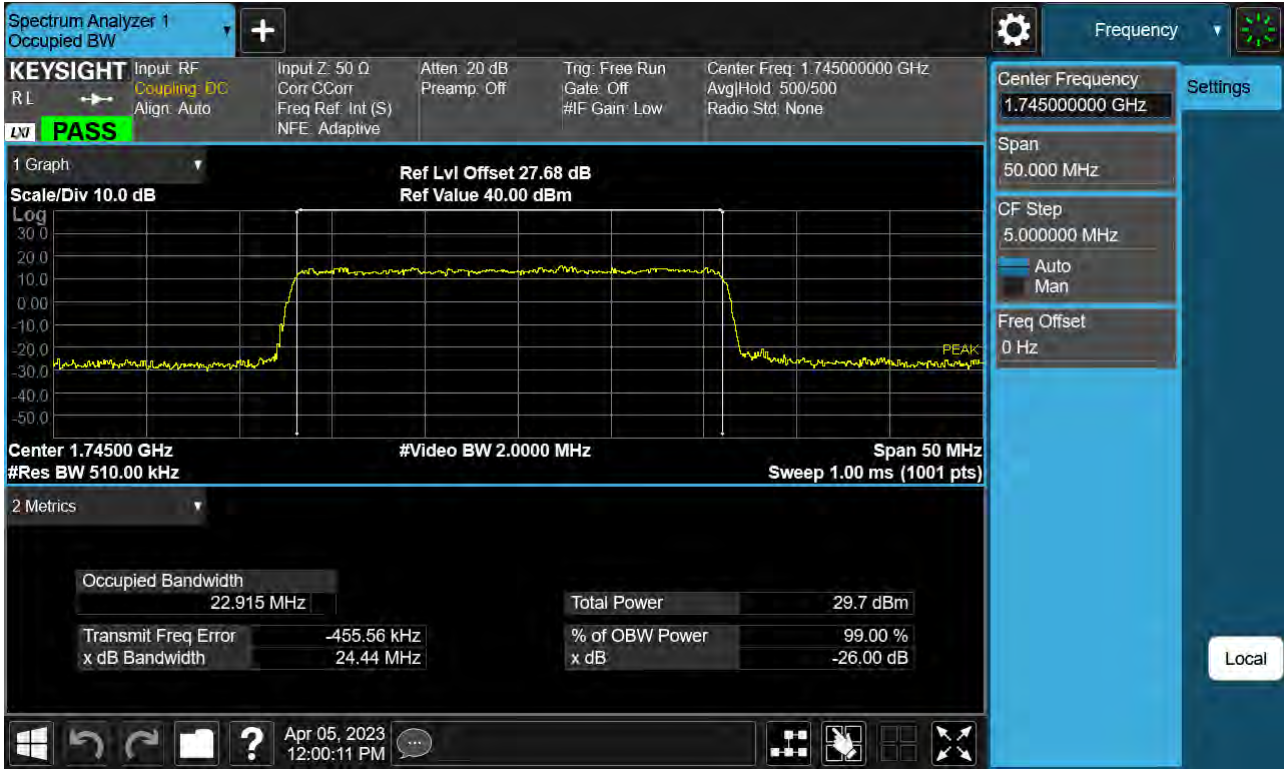 Spectrum Analyzer 1
Occupied BW
Frequency
KEYSIGHT
R L
LXI
PASS
Input: RF
Coupling: DC
Align: Auto
Input Z: 50 Ω
Corr CCorr
Freq Ref: Int (S)
NFE: Adaptive
Atten: 20 dB
Preamp: Off
Trig: Free Run
Gate: Off
#IF Gain: Low
Center Freq: 1.745000000 GHz
Avg|Hold: 500/500
Radio Std: None
Center Frequency
1.745000000 GHz
Settings
Span
50.000 MHz
CF Step
5.000000 MHz
Auto
Man
Freq Offset
0 Hz
Local
1 Graph
Scale/Div 10.0 dB
Ref Lvl Offset 27.68 dB
Ref Value 40.00 dBm
Log
30.0
20.0
10.0
0.00
-10.0
-20.0
-30.0
-40.0
-50.0
PEAK
Center 1.74500 GHz
#Video BW 2.0000 MHz
Span 50 MHz
#Res BW 510.00 kHz
Sweep 1.00 ms (1001 pts)
2 Metrics
Occupied Bandwidth
22.915 MHz
Total Power 29.7 dBm
Transmit Freq Error -455.56 kHz
% of OBW Power 99.00 %
x dB Bandwidth 24.44 MHz
x dB -26.00 dB
?
Apr 05, 2023
12:00:11 PM